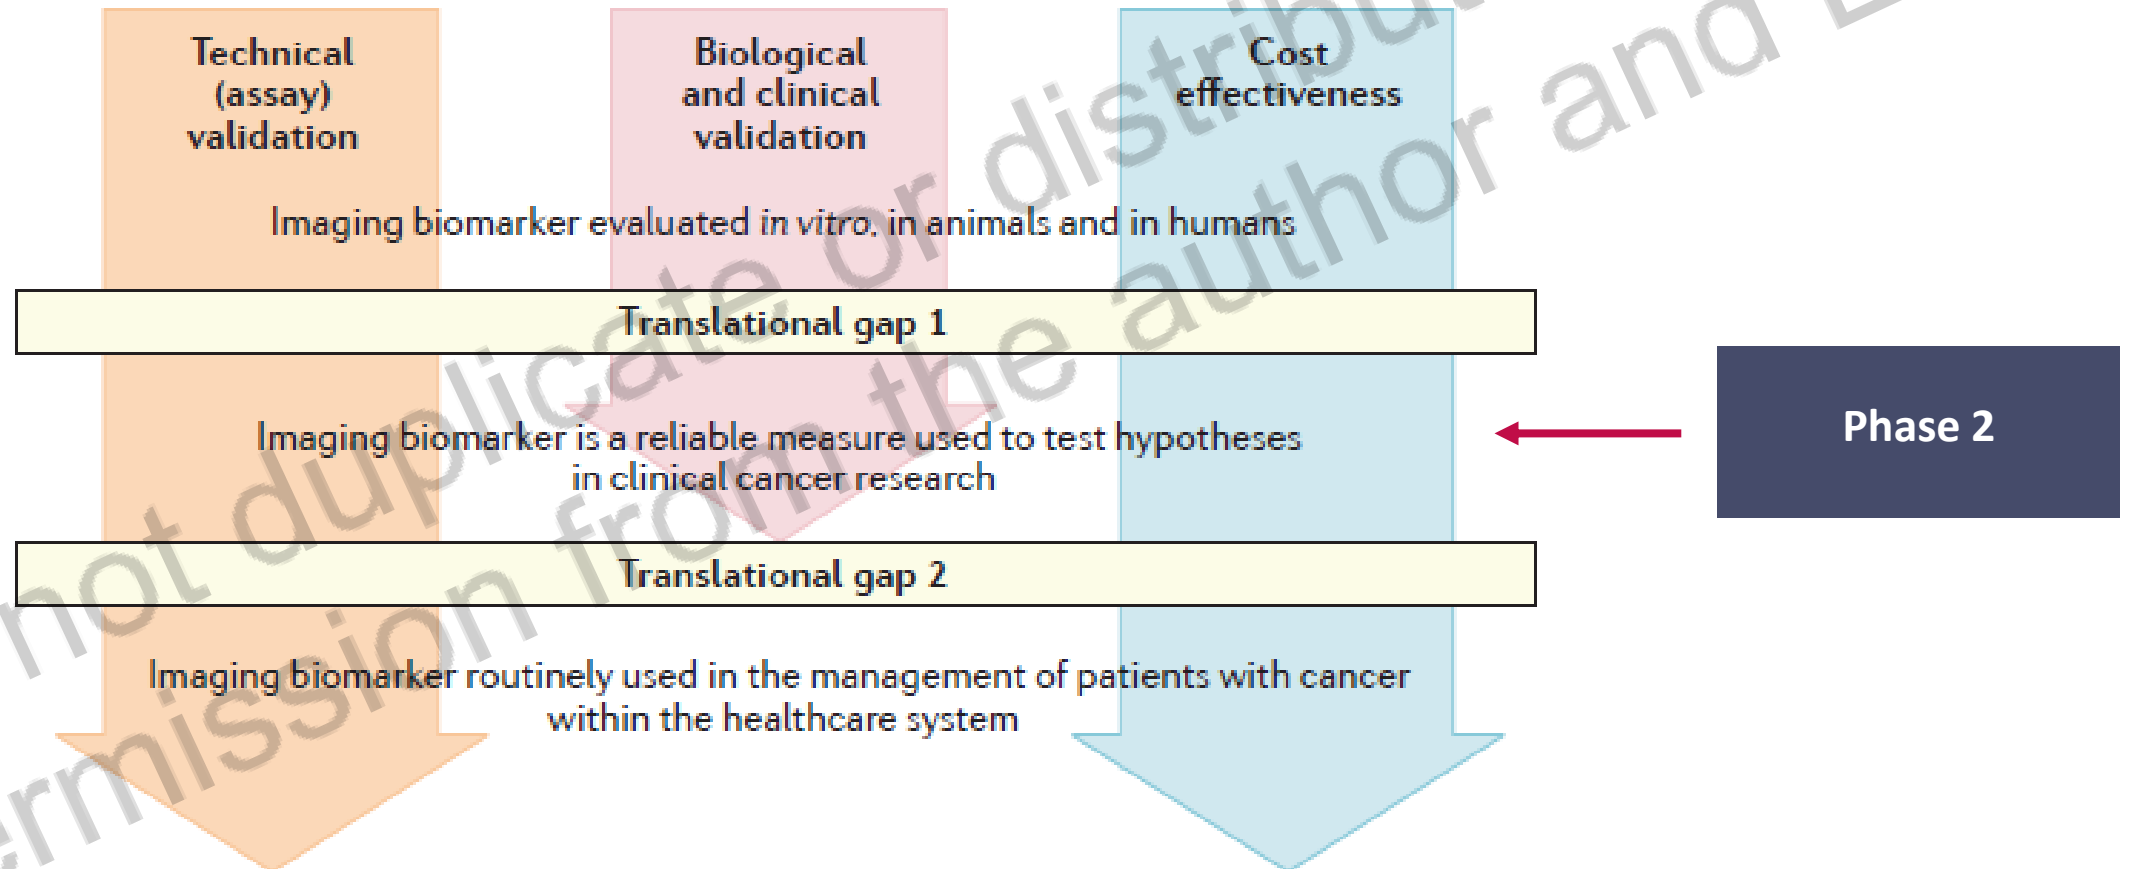 Technical
(assay)
validation
Biological
and clinical
validation
Cost
effectiveness
Imaging biomarker evaluated in vitro, in animals and in humans
Translational gap 1
Imaging biomarker is a reliable measure used to test hypotheses
in clinical cancer research
Phase 2
Translational gap 2
Imaging biomarker routinely used in the management of patients with cancer
within the healthcare system
not duplicate or distribut
ermission from the author and